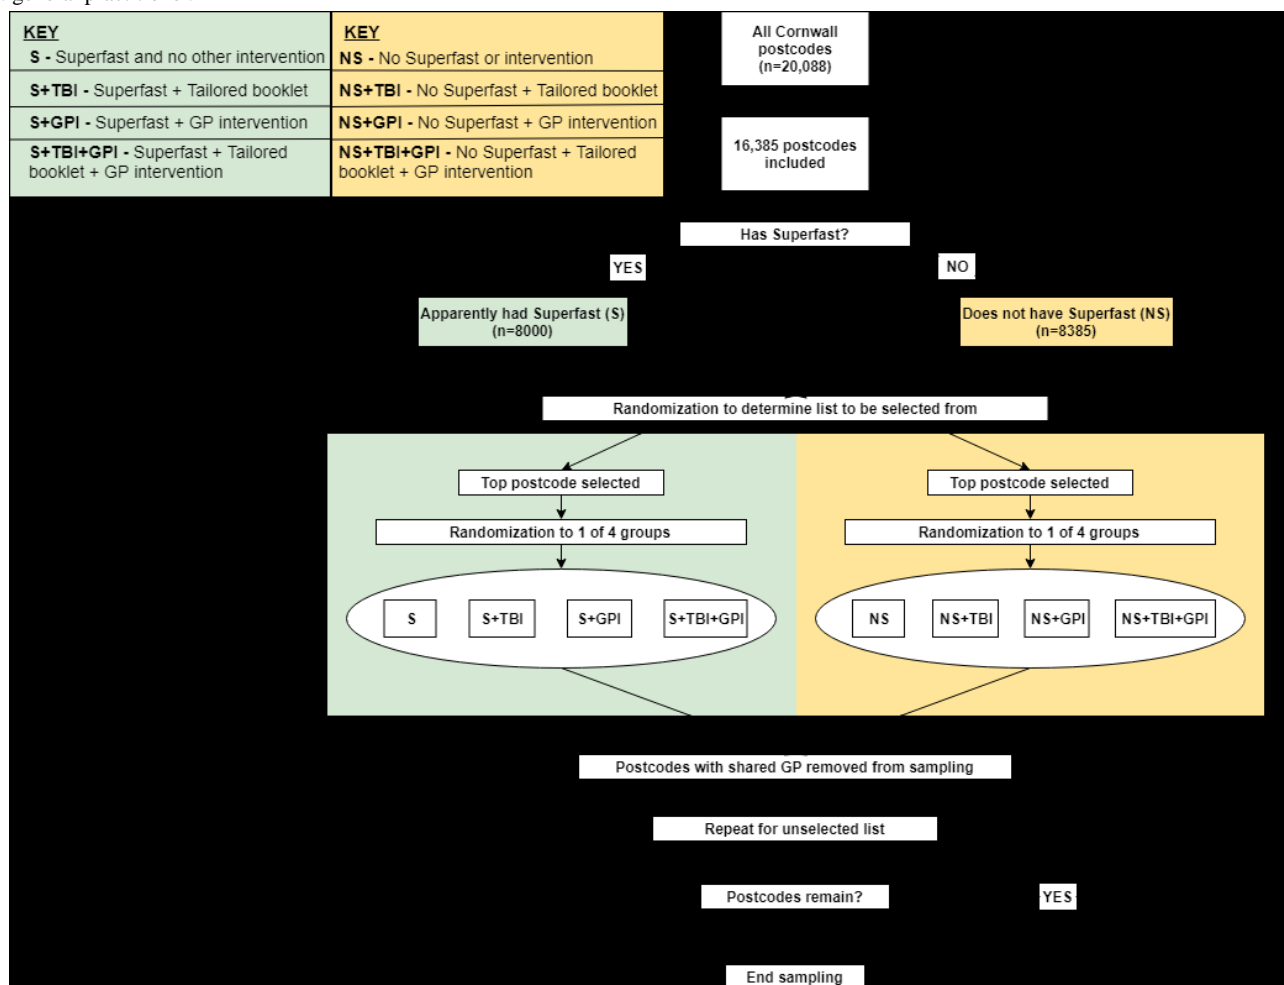 KEY
S - Superfast and no other intervention
S+TBI - Superfast + Tailored booklet
S+GPI - Superfast + GP intervention
S+TBI+GPI - Superfast + Tailored
booklet + GP intervention
KEY
NS - No Superfast or intervention
NS+TBI - No Superfast + Tailored booklet
NS+GPI - No Superfast + GP intervention
NS+TBI+GPI - No Superfast + Tailored
booklet + GP intervention
All Cornwall
postcodes
(n=20,088)
16,385 postcodes
included
Has Superfast?
YES
NO
Apparently had Superfast (S)
(n=8000)
Does not have Superfast (NS)
(n=8385)
Randomization to determine list to be selected from
Top postcode selected
Top postcode selected
Randomization to 1 of 4 groups
Randomization to 1 of 4 groups
S
S+TBI
S+GPI
S+TBI+GPI
NS
NS+TBI
NS+GPI
NS+TBI+GPI
Postcodes with shared GP removed from sampling
Repeat for unselected list
Postcodes remain?
YES
End sampling